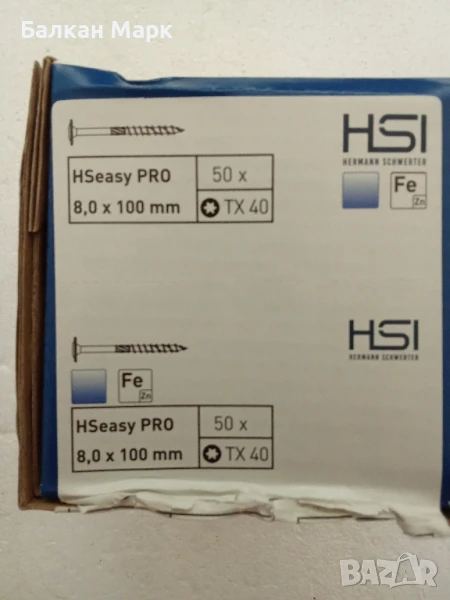 Балкан Марк
HSI
HERMANN SCHWERTER
HSeasy PRO 50 x
8,0 x 100 mm TX 40
Fe
Zn
HSI
HERMANN SCHWERTER
Fe
Zn
HSeasy PRO 50 x
8,0 x 100 mm TX 40
BAZAR